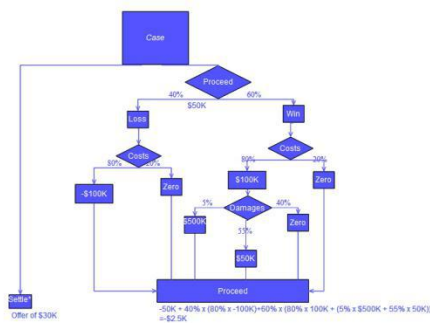 Case
Proceed
40% 60%
$50K
Loss
Win
Costs
Costs
80% 20%
80% 20%
-$100K
Zero
$100K
Zero
5% Damages 40%
$500K
Zero
55%
$50K
Proceed
Settle*
Offer of $30K
-50K + 40% x (80% x -100K)+60% x (80% x 100K + (5% x $500K + 55% x 50K)
=-$2.5K